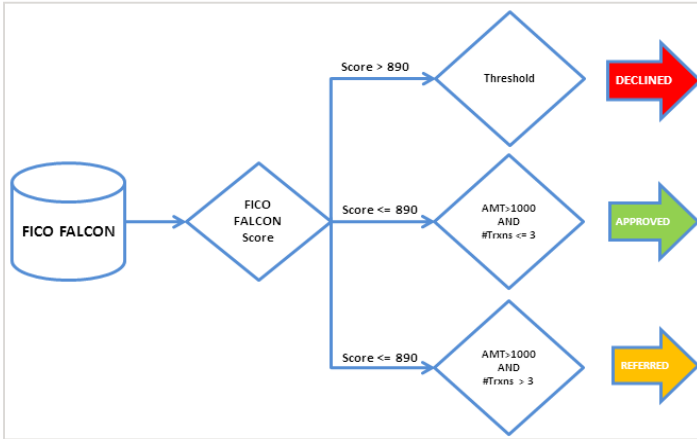 Score > 890
Threshold
DECLINED
FICO FALCON
FICO
FALCON
Score
Score <= 890
AMT>1000
AND
#Trxns <= 3
APPROVED
Score <= 890
AMT>1000
AND
#Trxns > 3
REFERRED